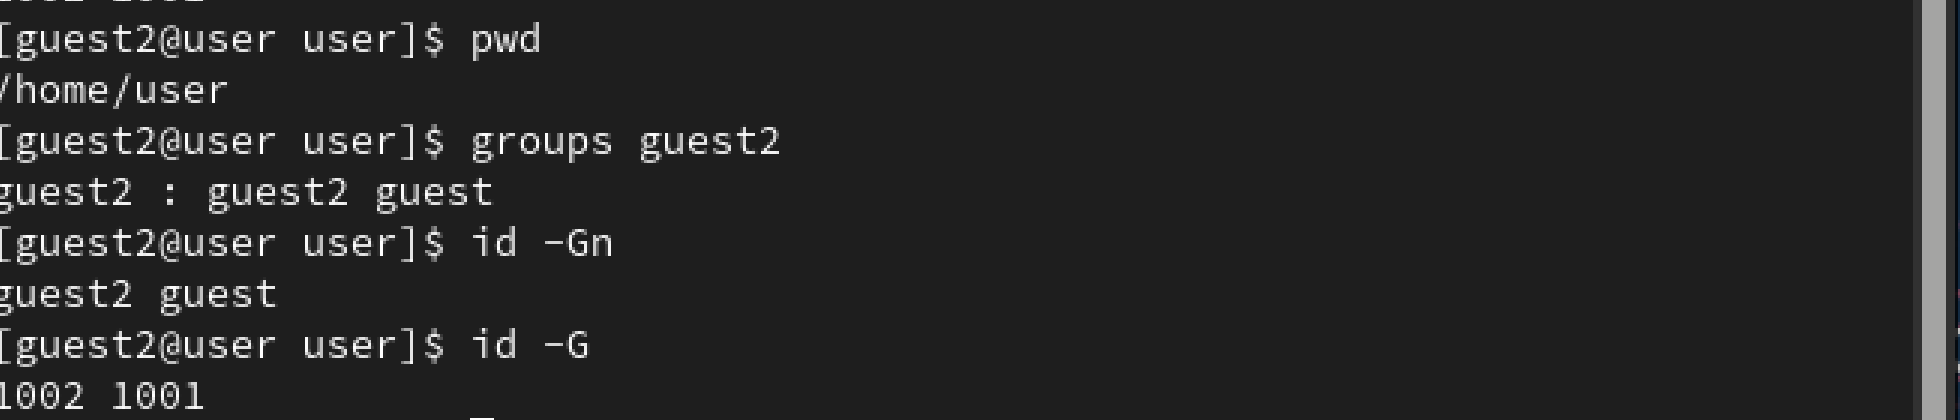 [guest2@user user]$ pwd
/home/user
[guest2@user user]$ groups guest2
guest2 : guest2 guest
[guest2@user user]$ id -Gn
guest2 guest
[guest2@user user]$ id -G
1002 1001